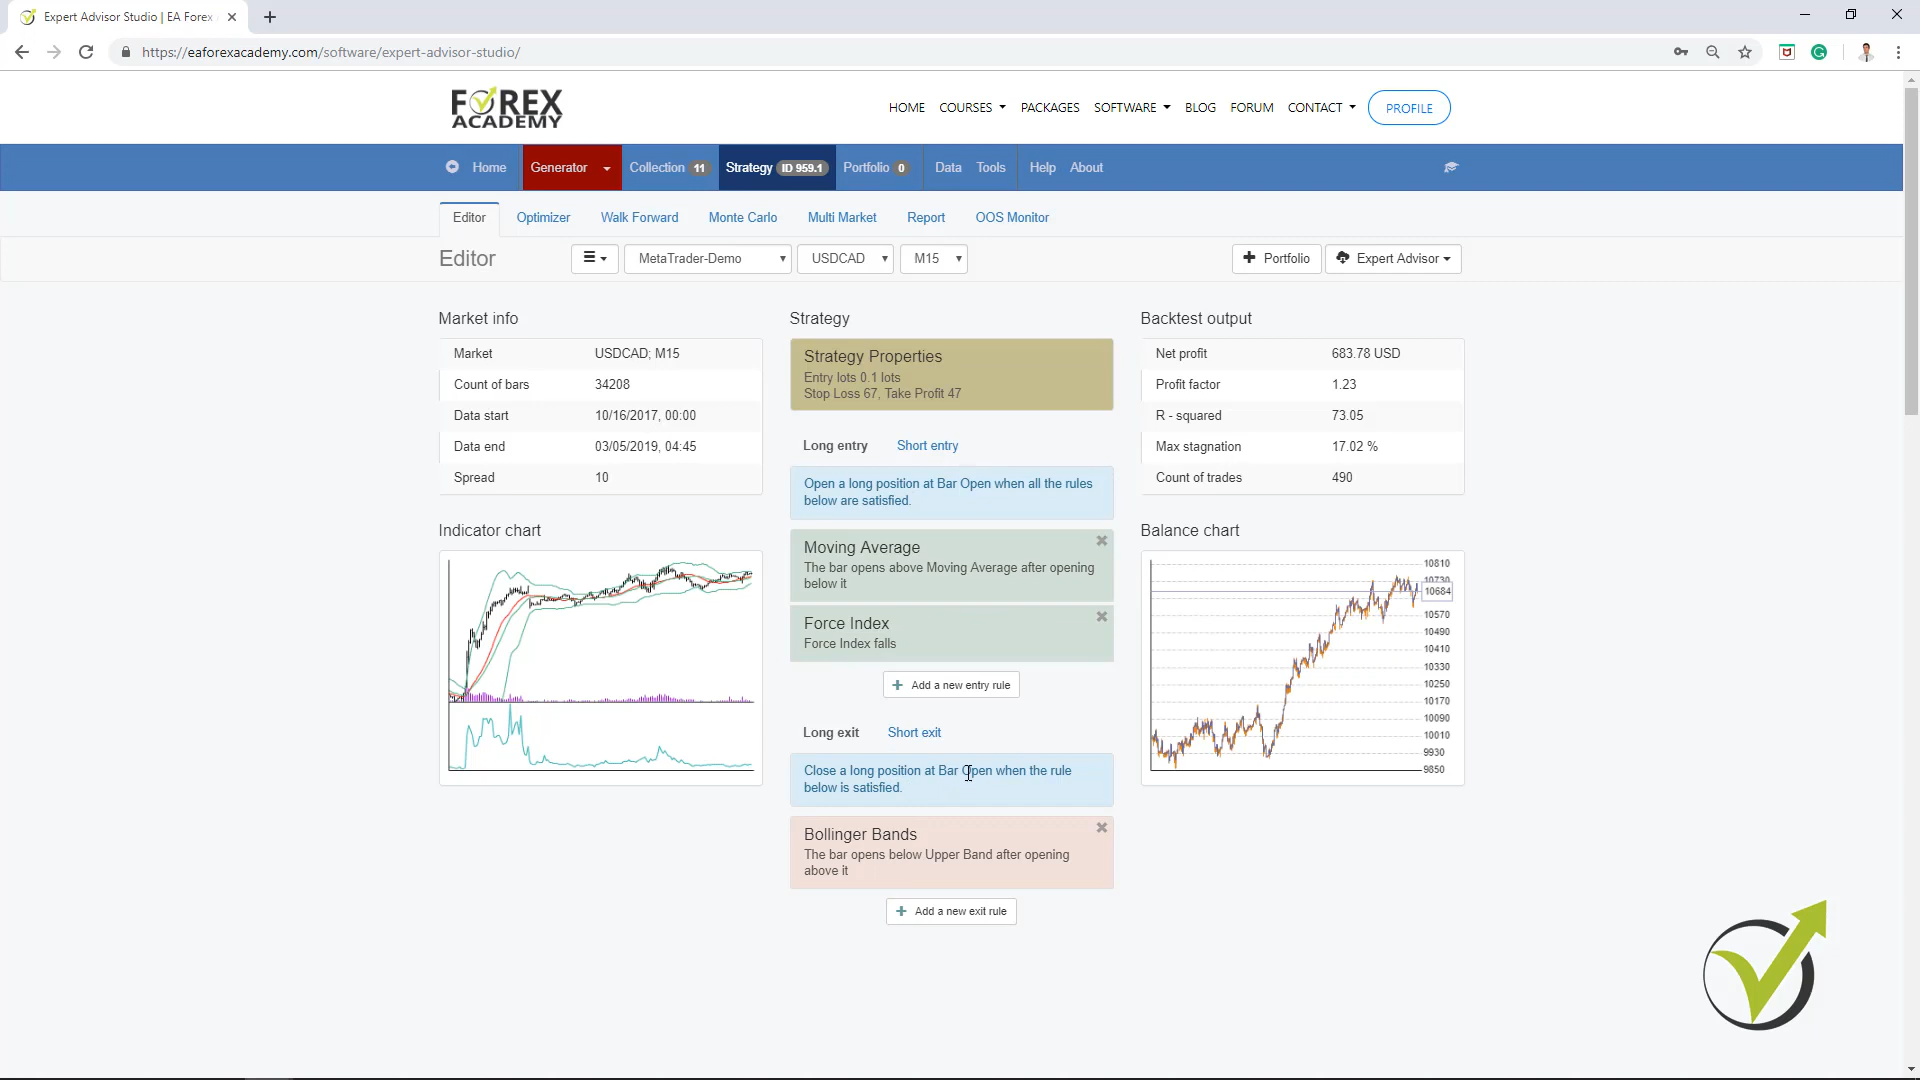 Expert Advisor Studio | EA Forex
https://eaforexacademy.com/software/expert-advisor-studio/
FOREX
ACADEMY
HOME COURSES PACKAGES SOFTWARE BLOG FORUM CONTACT PROFILE
Home Generator Collection 11 Strategy ID 959.1 Portfolio 0 Data Tools Help About
Editor Optimizer Walk Forward Monte Carlo Multi Market Report OOS Monitor
Editor MetaTrader-Demo USDCAD M15 Portfolio Expert Advisor
Market info
Market USDCAD; M15
Count of bars 34208
Data start 10/16/2017, 00:00
Data end 03/05/2019, 04:45
Spread 10
Indicator chart
Strategy
Strategy Properties
Entry lots 0.1 lots
Stop Loss 67, Take Profit 47
Long entry Short entry
Open a long position at Bar Open when all the rules
below are satisfied.
Moving Average
The bar opens above Moving Average after opening
below it
Force Index
Force Index falls
Add a new entry rule
Long exit Short exit
Close a long position at Bar Open when the rule
below is satisfied.
Bollinger Bands
The bar opens below Upper Band after opening
above it
Add a new exit rule
Backtest output
Net profit 683.78 USD
Profit factor 1.23
R - squared 73.05
Max stagnation 17.02 %
Count of trades 490
Balance chart
10810
10730
10684
10570
10490
10410
10330
10250
10170
10090
10010
9930
9850